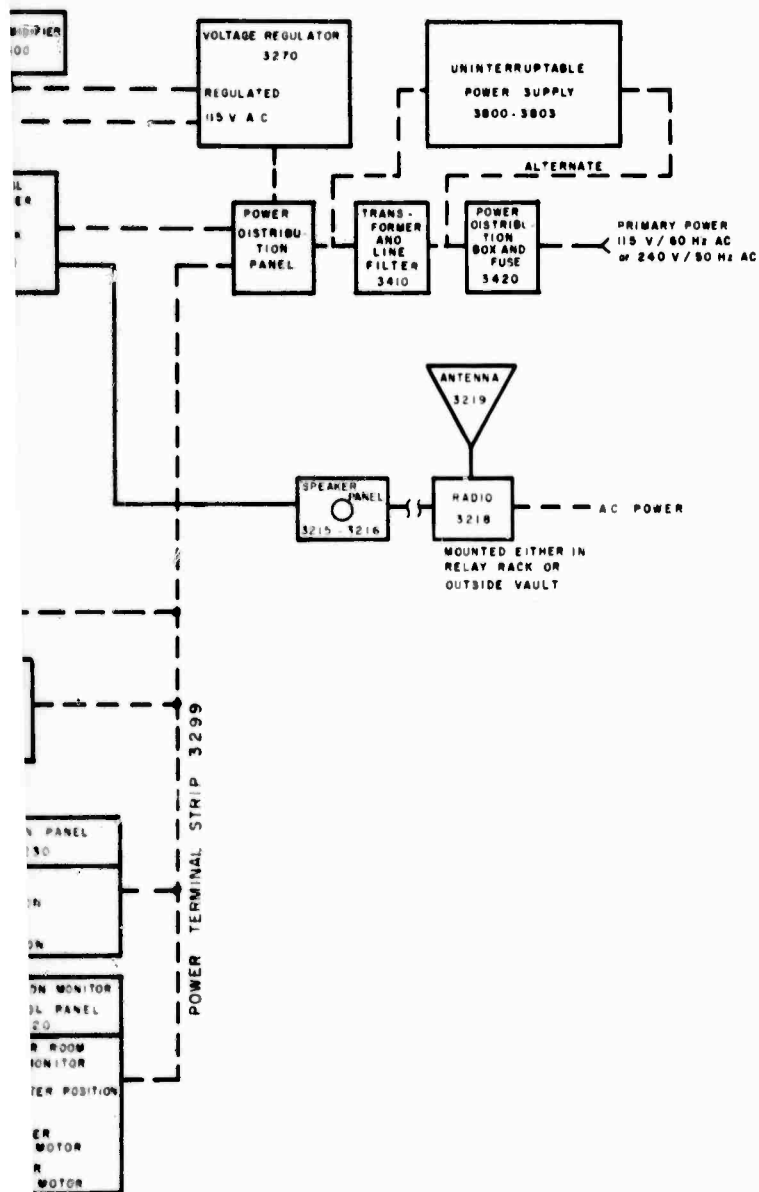 VOLTAGE REGULATOR
3270
REGULATED
115 V A C
UNINTERRUPTABLE
POWER SUPPLY
3800-3803
ALTERNATE
POWER
DISTRIBU-
TION
PANEL
TRANS-
FORMER
AND
LINE
FILTER
3410
POWER
DISTRIBU-
TION
BOX AND
FUSE
3420
PRIMARY POWER
115 V / 60 Hz AC
or 240 V / 50 Hz AC
ANTENNA
3219
SPEAKER
PANEL
3215 - 3216
RADIO
3218
AC POWER
MOUNTED EITHER IN
RELAY RACK OR
OUTSIDE VAULT
POWER TERMINAL STRIP 3299
PANEL
ON MONITOR
PANEL
20
ROOM
MONITOR
POSITION
MOTOR
MOTOR